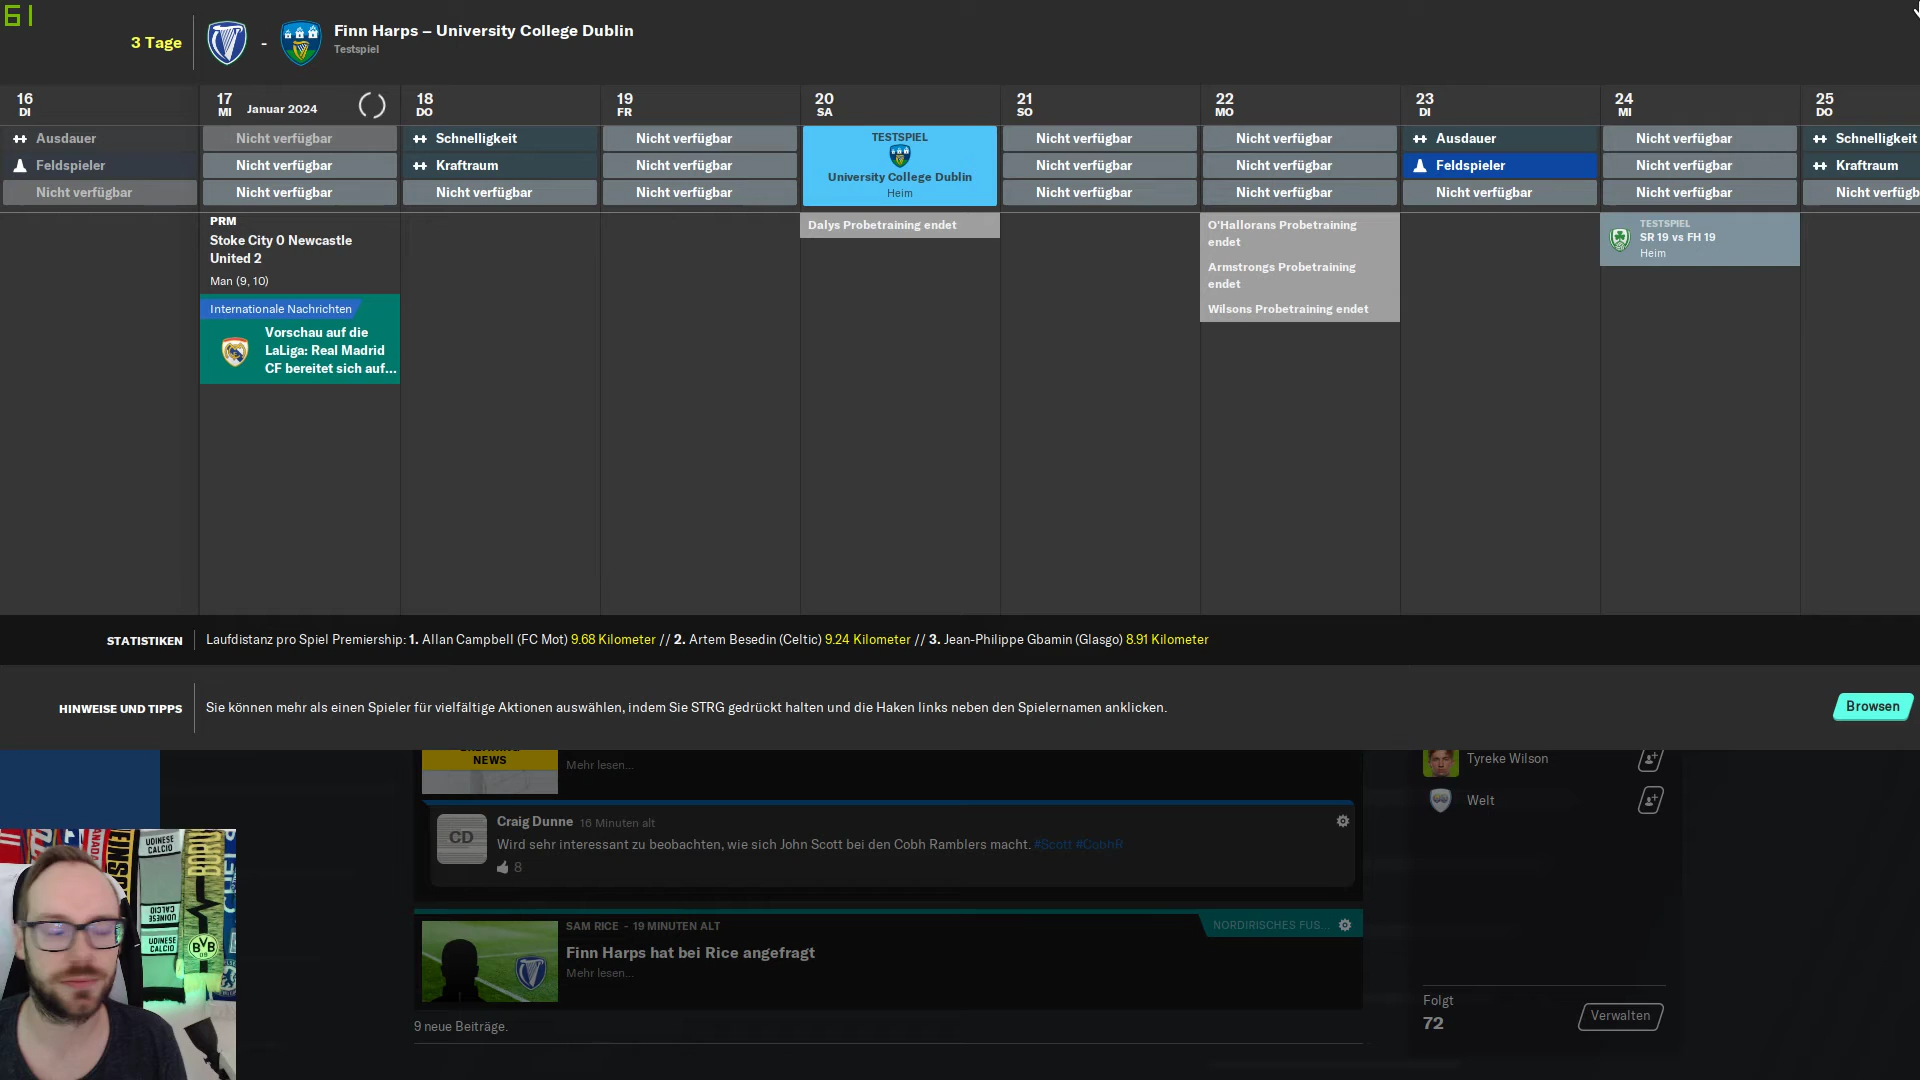 61
3 Tage
-
Finn Harps – University College Dublin
Testspiel
16
DI
17
MI
Januar 2024
18
DO
19
FR
20
SA
21
SO
22
MO
23
DI
24
MI
25
DO
Ausdauer
Feldspieler
Nicht verfügbar
Nicht verfügbar
Nicht verfügbar
Nicht verfügbar
Schnelligkeit
Kraftraum
Nicht verfügbar
Nicht verfügbar
Nicht verfügbar
Nicht verfügbar
TESTSPIEL
University College Dublin
Heim
Nicht verfügbar
Nicht verfügbar
Nicht verfügbar
Nicht verfügbar
Nicht verfügbar
Nicht verfügbar
Ausdauer
Feldspieler
Nicht verfügbar
Nicht verfügbar
Nicht verfügbar
Nicht verfügbar
Schnelligkeit
Kraftraum
Nicht verfügb
PRM
Stoke City 0 Newcastle
United 2
Man (9, 10)
Internationale Nachrichten
Vorschau auf die
LaLiga: Real Madrid
CF bereitet sich auf...
Dalys Probetraining endet
O'Hallorans Probetraining
endet
Armstrongs Probetraining
endet
Wilsons Probetraining endet
TESTSPIEL
SR 19 vs FH 19
Heim
STATISTIKEN
Laufdistanz pro Spiel Premiership: 1. Allan Campbell (FC Mot) 9.68 Kilometer // 2. Artem Besedin (Celtic) 9.24 Kilometer // 3. Jean-Philippe Gbamin (Glasgo) 8.91 Kilometer
HINWEISE UND TIPPS
Sie können mehr als einen Spieler für vielfältige Aktionen auswählen, indem Sie STRG gedrückt halten und die Haken links neben den Spielernamen anklicken.
Browsen
NEWS
Mehr lesen...
Tyreke Wilson
Welt
CD
Craig Dunne 16 Minuten alt
Wird sehr interessant zu beobachten, wie sich John Scott bei den Cobh Ramblers macht. #Scott #CobhR
8
SAM RICE - 19 MINUTEN ALT
NORDIRISCHES FUS...
Finn Harps hat bei Rice angefragt
Mehr lesen...
9 neue Beiträge.
Folgt
72
Verwalten
UDINESE
CALCIO
UDINESE
CALCIO
BVB
09